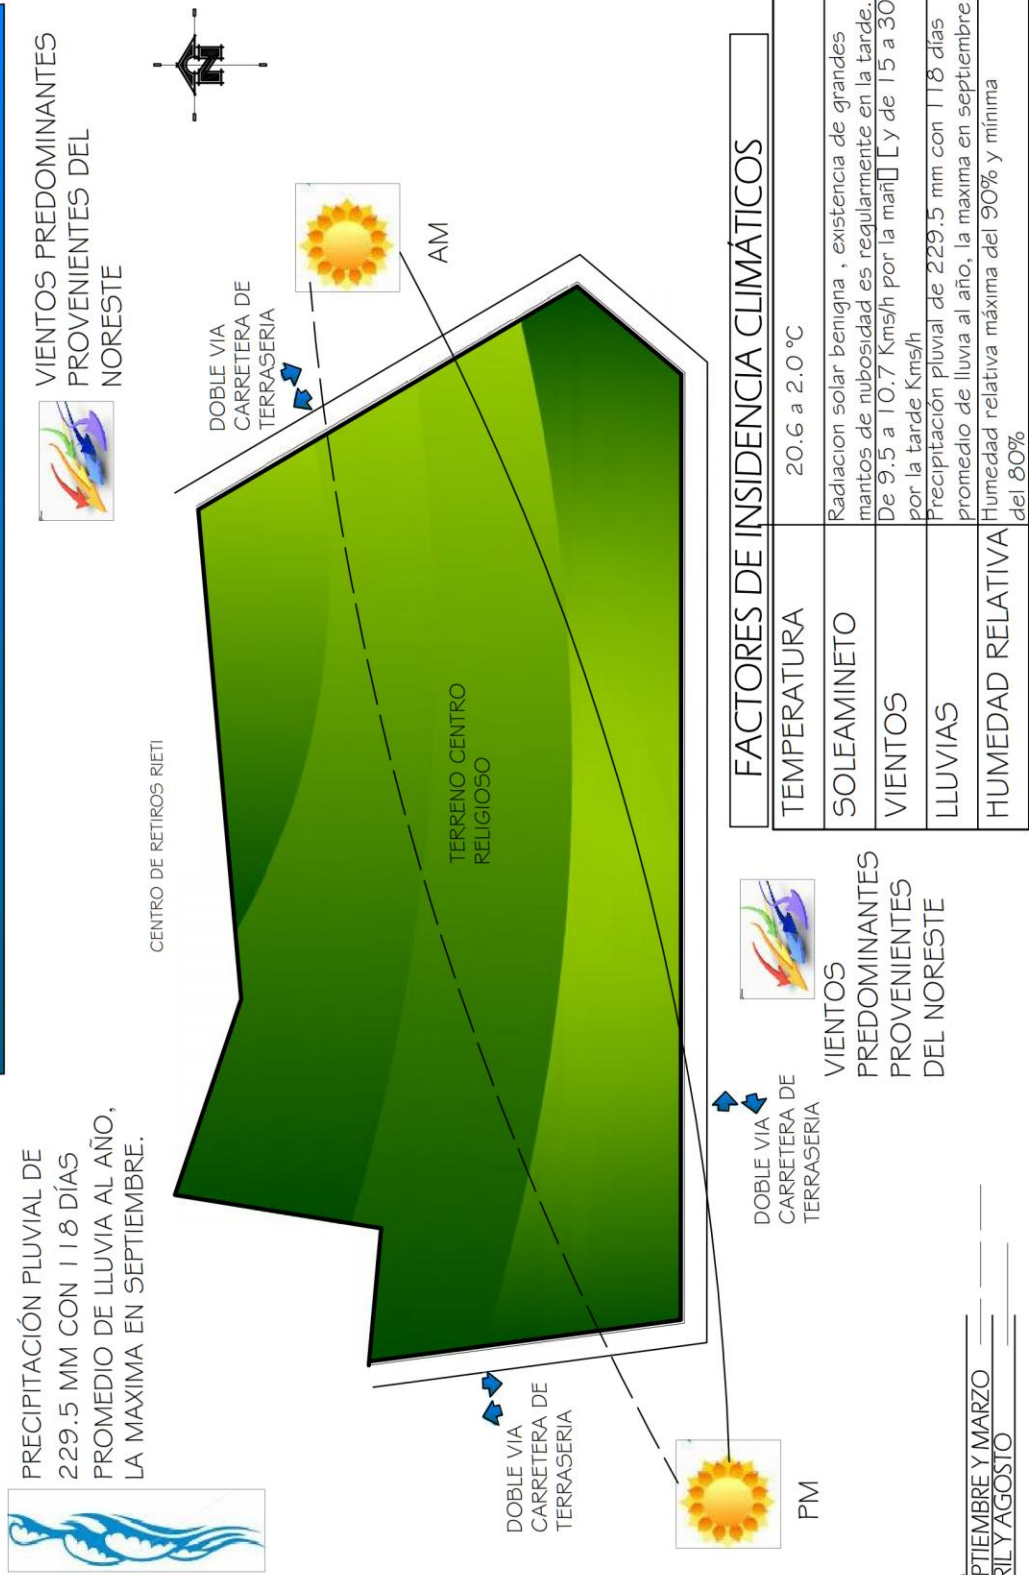 PRECIPITACIÓN PLUVIAL DE
229.5 MM CON 118 DÍAS
PROMEDIO DE LLUVIA AL AÑO,
LA MAXIMA EN SEPTIEMBRE.
VIENTOS PREDOMINANTES
PROVENIENTES DEL
NORESTE
N
CENTRO DE RETIROS RIETI
DOBLE VIA
CARRETERA DE
TERRASERIA
AM
TERRENO CENTRO
RELIGIOSO
DOBLE VIA
CARRETERA DE
TERRASERIA
PM
DOBLE VIA
CARRETERA DE
TERRASERIA
VIENTOS
PREDOMINANTES
PROVENIENTES
DEL NORESTE
FACTORES DE INSIDENCIA CLIMÁTICOS
TEMPERATURA
20.6 a 2.0 °C
SOLEAMINETO
Radiacion solar benigna , existencia de grandes
mantos de nubosidad es regularmente en la tarde.
VIENTOS
De 9.5 a 10.7 Kms/h por la mañ y de 15 a 30
por la tarde Kms/h
LLUVIAS
Precipitación pluvial de 229.5 mm con 118 días
promedio de lluvia al año, la maxima en septiembre
HUMEDAD RELATIVA
Humedad relativa máxima del 90% y mínima
del 80%
PTIEMBRE Y MARZO
RIL Y AGOSTO